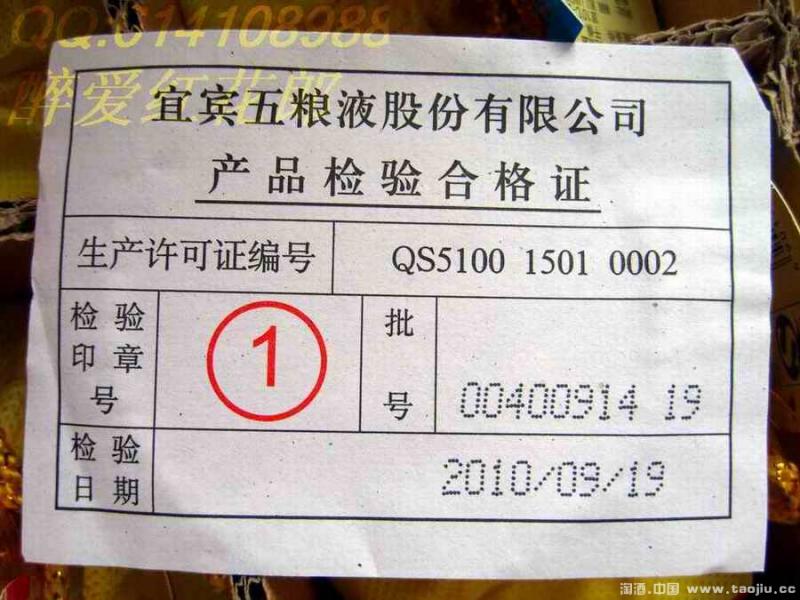 QQ:614108988
醉爱红花郎
宜宾五粮液股份有限公司
产品检验合格证
生产许可证编号 QS5100 1501 0002
检验印章号 1 批号 00400914 19
检验日期 2010/09/19
淘酒.中国 www.taojiu.cc